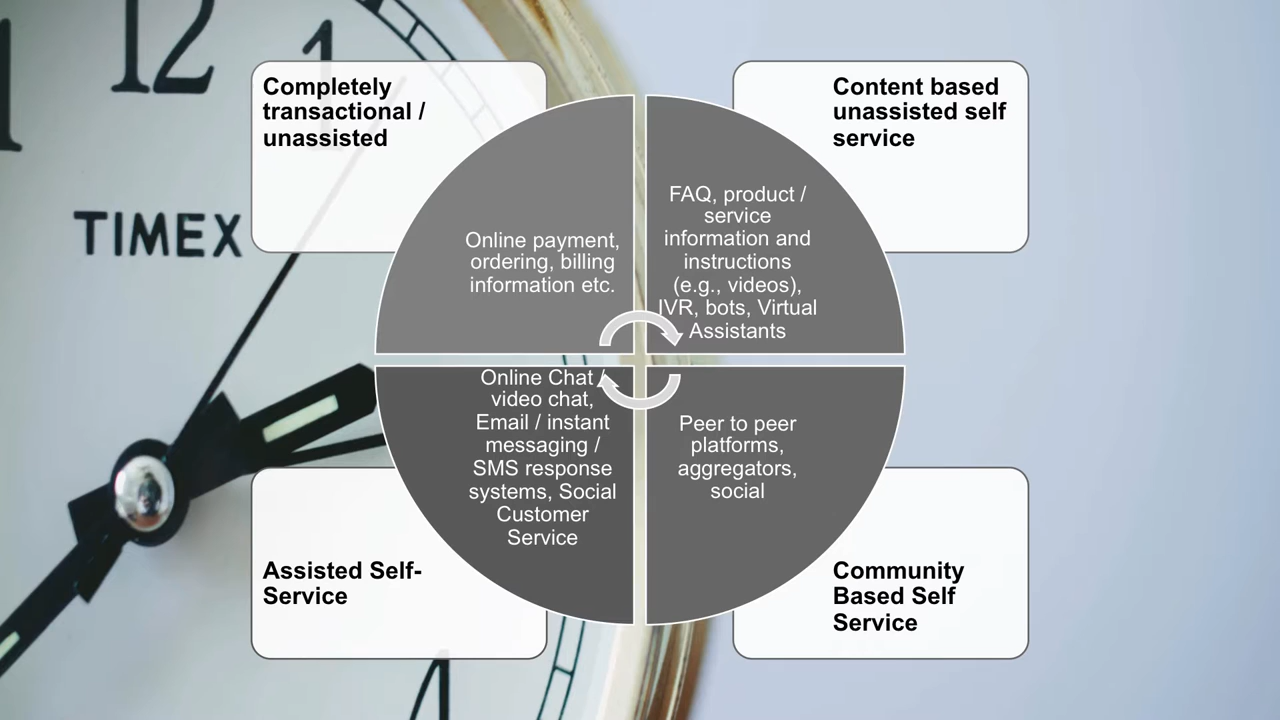 12
1
TIMEX
Completely
transactional /
unassisted
Online payment,
ordering, billing
information etc.
Content based
unassisted self
service
FAQ, product /
service
information and
instructions
(e.g., videos),
IVR, bots, Virtual
Assistants
Online Chat /
video chat,
Email / instant
messaging /
SMS response
systems, Social
Customer
Service
Assisted Self-
Service
Peer to peer
platforms,
aggregators,
social
Community
Based Self
Service